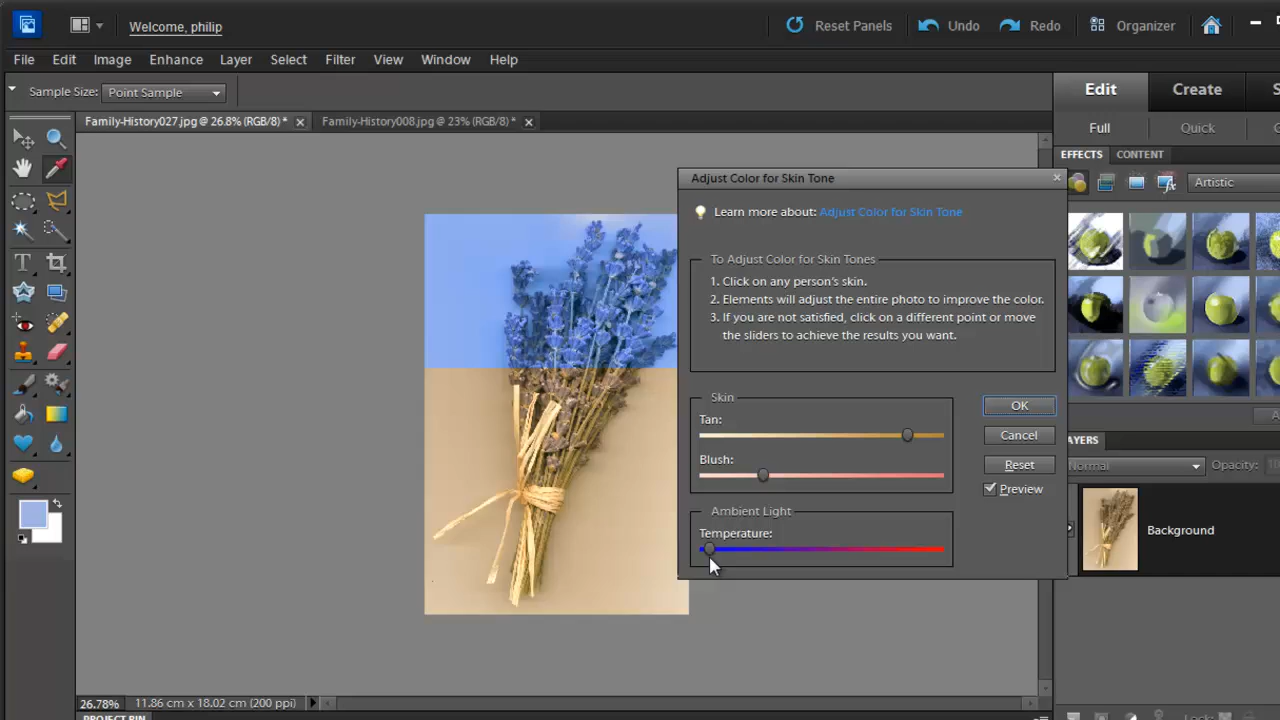 Welcome, philip
Reset Panels
Undo
Redo
Organizer
File Edit Image Enhance Layer Select Filter View Window Help
Sample Size: Point Sample
Edit
Create
S
Family-History027.jpg @ 26.8% (RGB/8) *
Family-History008.jpg @ 23% (RGB/8) *
Full
Quick
EFFECTS
CONTENT
Artistic
Adjust Color for Skin Tone
Learn more about: Adjust Color for Skin Tone
To Adjust Color for Skin Tones
1. Click on any person's skin.
2. Elements will adjust the entire photo to improve the color.
3. If you are not satisfied, click on a different point or move
the sliders to achieve the results you want.
Skin
Tan:
Blush:
OK
Cancel
Reset
Preview
Ambient Light
Temperature:
AYERS
Normal
Opacity:
Background
26.78%
11.86 cm x 18.02 cm (200 ppi)
PROJECT BIN
Lock: